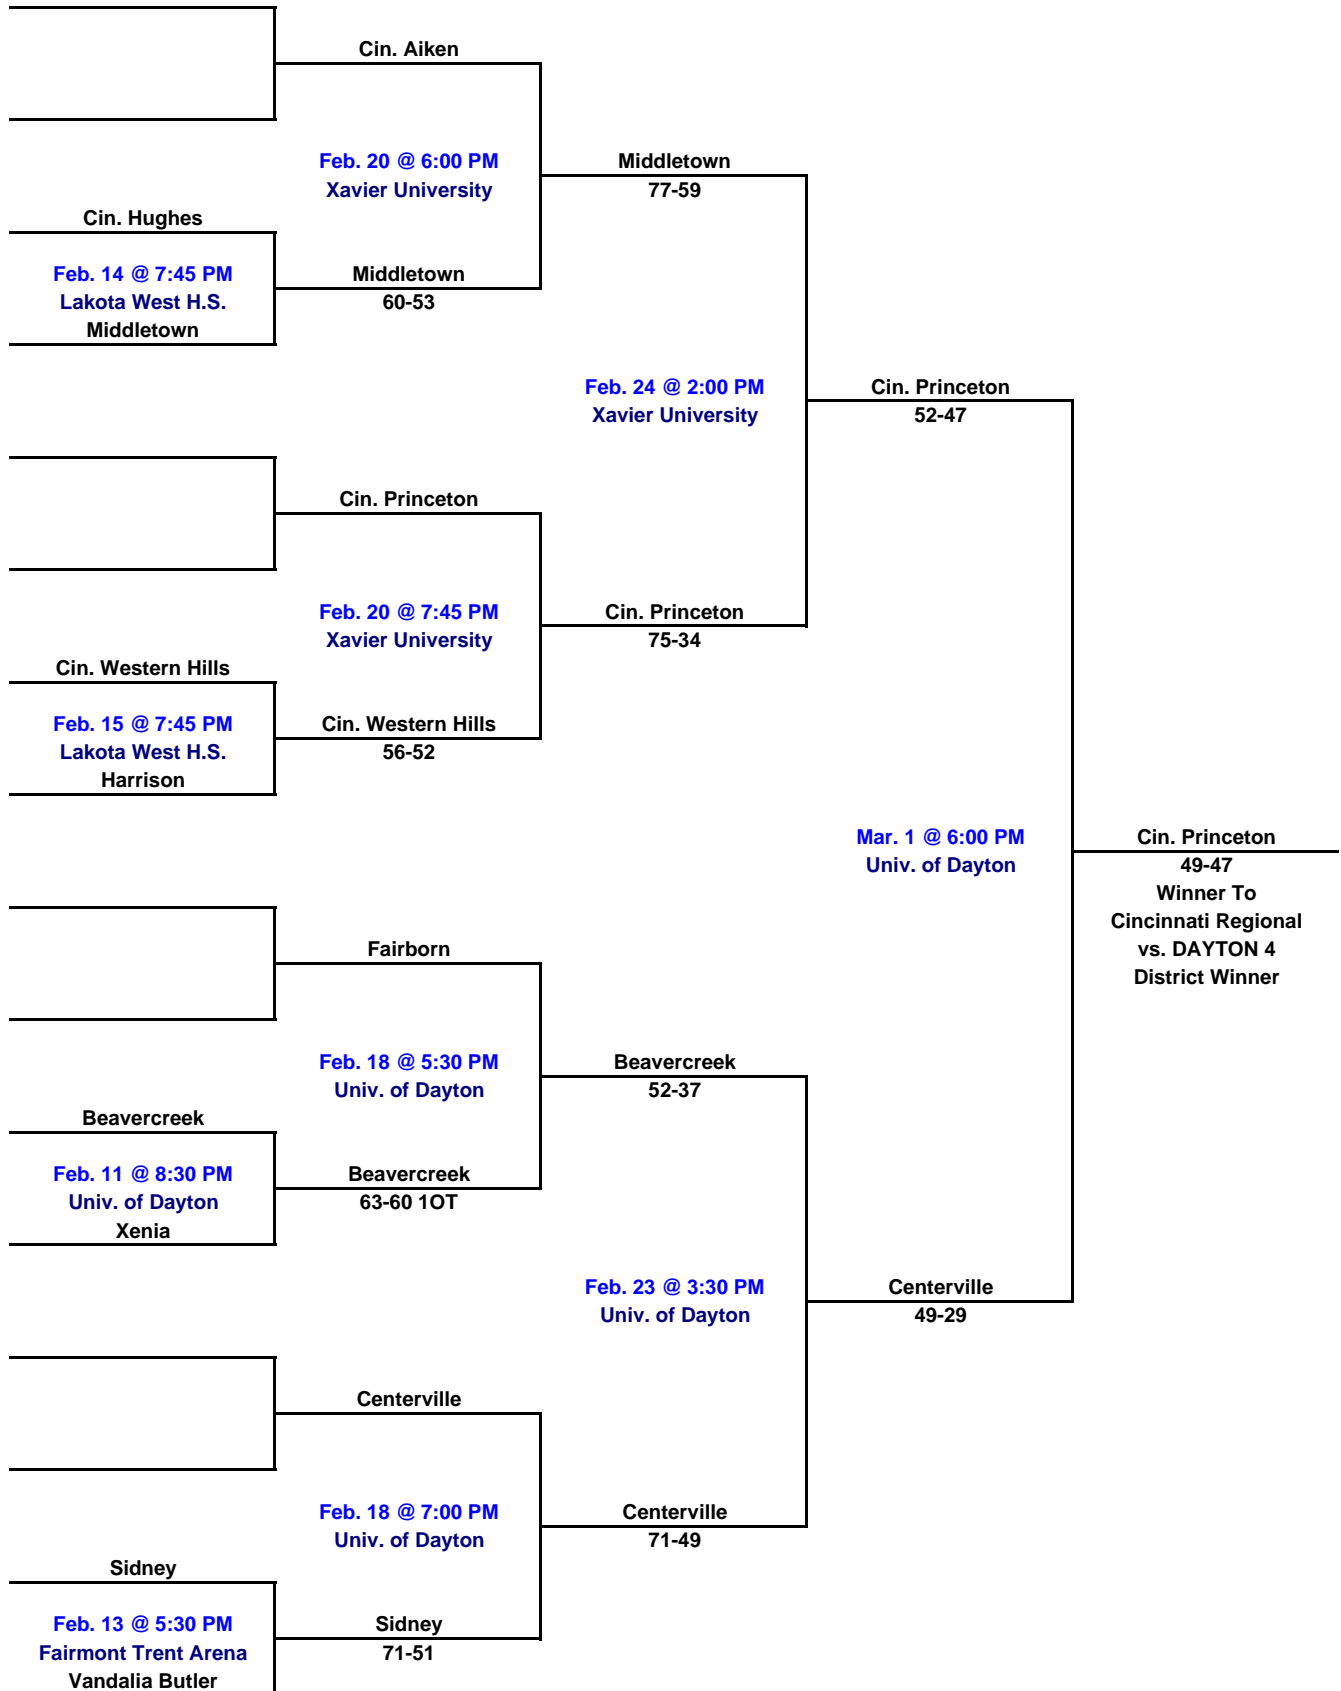 Cin. Aiken
Feb. 20 @ 6:00 PM
Xavier University
Middletown
77-59
Cin. Hughes
Feb. 14 @ 7:45 PM
Lakota West H.S.
Middletown
Middletown
60-53
Feb. 24 @ 2:00 PM
Xavier University
Cin. Princeton
52-47
Cin. Princeton
Feb. 20 @ 7:45 PM
Xavier University
Cin. Princeton
75-34
Cin. Western Hills
Feb. 15 @ 7:45 PM
Lakota West H.S.
Harrison
Cin. Western Hills
56-52
Mar. 1 @ 6:00 PM
Univ. of Dayton
Cin. Princeton
49-47
Winner To
Cincinnati Regional
vs. DAYTON 4
District Winner
Fairborn
Feb. 18 @ 5:30 PM
Univ. of Dayton
Beavercreek
52-37
Beavercreek
Feb. 11 @ 8:30 PM
Univ. of Dayton
Xenia
Beavercreek
63-60 1OT
Feb. 23 @ 3:30 PM
Univ. of Dayton
Centerville
49-29
Centerville
Feb. 18 @ 7:00 PM
Univ. of Dayton
Centerville
71-49
Sidney
Feb. 13 @ 5:30 PM
Fairmont Trent Arena
Vandalia Butler
Sidney
71-51